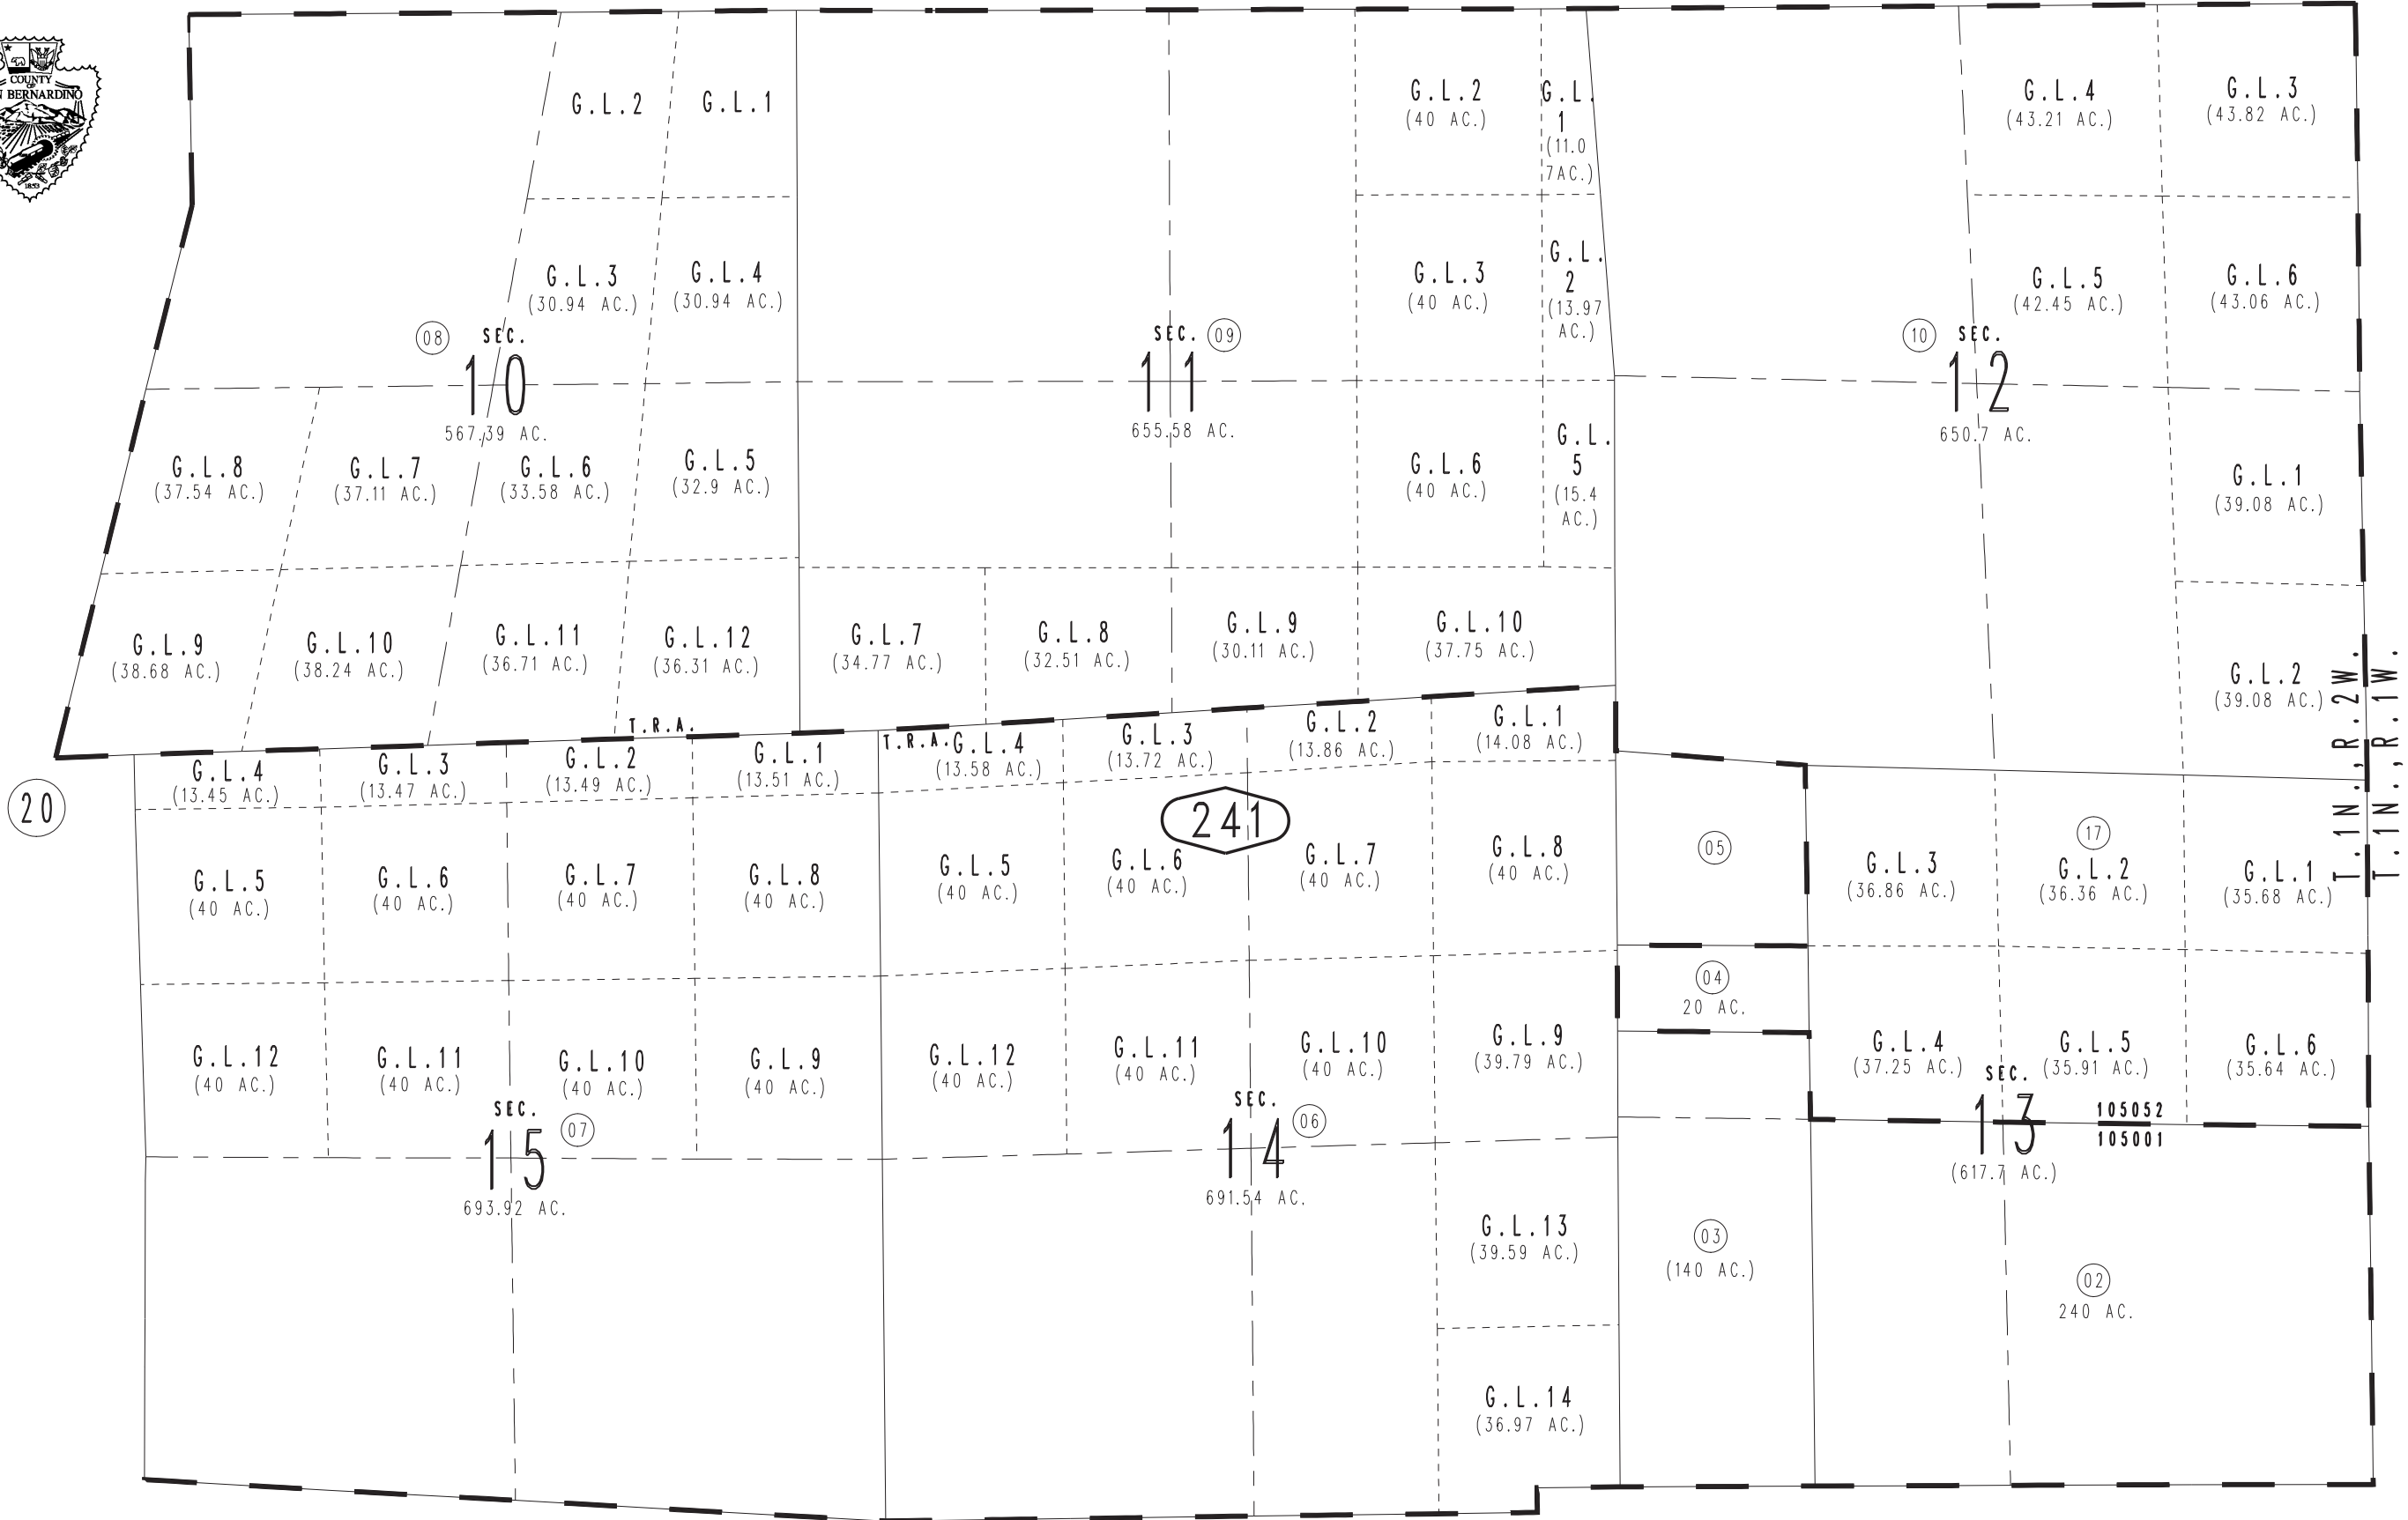 COUNTY
OF
N BERNARDINO
1853
G.L.2
G.L.1
G.L.3
(30.94 AC.)
G.L.4
(30.94 AC.)
08
SEC.
10
567.39 AC.
G.L.8
(37.54 AC.)
G.L.7
(37.11 AC.)
G.L.6
(33.58 AC.)
G.L.5
(32.9 AC.)
G.L.9
(38.68 AC.)
G.L.10
(38.24 AC.)
G.L.11
(36.71 AC.)
G.L.12
(36.31 AC.)
T.R.A.
G.L.2
(40 AC.)
G.L.
1
(11.0
7AC.)
G.L.3
(40 AC.)
G.L.
2
(13.97
AC.)
SEC.
09
11
655.58 AC.
G.L.6
(40 AC.)
G.L.
5
(15.4
AC.)
G.L.7
(34.77 AC.)
G.L.8
(32.51 AC.)
G.L.9
(30.11 AC.)
G.L.10
(37.75 AC.)
T.R.A.
G.L.4
(43.21 AC.)
G.L.3
(43.82 AC.)
G.L.5
(42.45 AC.)
G.L.6
(43.06 AC.)
10
SEC.
12
650.7 AC.
G.L.1
(39.08 AC.)
G.L.2
(39.08 AC.)
T.1N.,R.2W.
T.1N.,R.1W.
20
G.L.4
(13.45 AC.)
G.L.3
(13.47 AC.)
G.L.2
(13.49 AC.)
G.L.1
(13.51 AC.)
G.L.5
(40 AC.)
G.L.6
(40 AC.)
G.L.7
(40 AC.)
G.L.8
(40 AC.)
G.L.12
(40 AC.)
G.L.11
(40 AC.)
G.L.10
(40 AC.)
G.L.9
(40 AC.)
SEC.
07
15
693.92 AC.
G.L.4
(13.58 AC.)
G.L.3
(13.72 AC.)
G.L.2
(13.86 AC.)
G.L.1
(14.08 AC.)
241
G.L.5
(40 AC.)
G.L.6
(40 AC.)
G.L.7
(40 AC.)
G.L.8
(40 AC.)
G.L.12
(40 AC.)
G.L.11
(40 AC.)
G.L.10
(40 AC.)
G.L.9
(39.79 AC.)
SEC.
06
14
691.54 AC.
G.L.13
(39.59 AC.)
G.L.14
(36.97 AC.)
05
04
20 AC.
03
(140 AC.)
17
G.L.3
(36.86 AC.)
G.L.2
(36.36 AC.)
G.L.1
(35.68 AC.)
G.L.4
(37.25 AC.)
G.L.5
(35.91 AC.)
G.L.6
(35.64 AC.)
SEC.
13
(617.7 AC.)
105052
105001
02
240 AC.